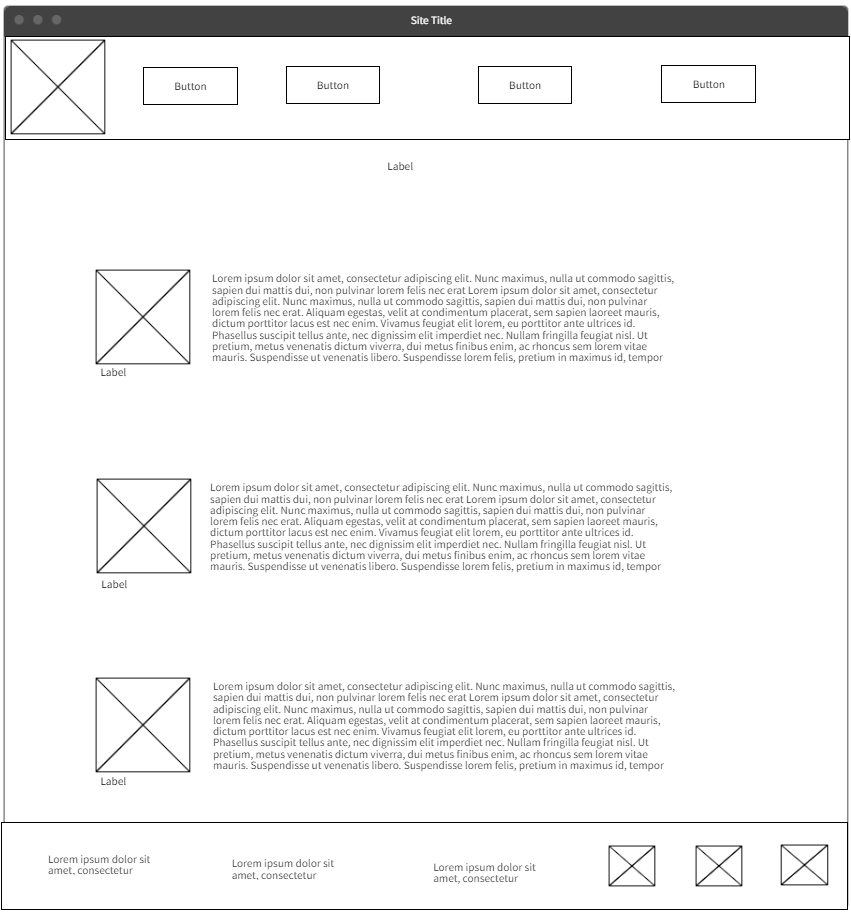 Site Title
Button
Button
Button
Button
Label
Lorem ipsum dolor sit amet, consectetur adipiscing elit. Nunc maximus, nulla ut commodo sagittis,
sapien dui mattis dui, non pulvinar lorem felis nec erat Lorem ipsum dolor sit amet, consectetur
adipiscing elit. Nunc maximus, nulla ut commodo sagittis, sapien dui mattis dui, non pulvinar
lorem felis nec erat. Aliquam egestas, velit at condimentum placerat, sem sapien laoreet mauris,
dictum porttitor lacus est nec enim. Vivamus feugiat elit lorem, eu porttitor ante ultrices id.
Phasellus suscipit tellus ante, nec dignissim elit imperdiet nec. Nullam fringilla feugiat nisl. Ut
pretium, metus venenatis dictum viverra, dui metus finibus enim, ac rhoncus sem lorem vitae
mauris. Suspendisse ut venenatis libero. Suspendisse lorem felis, pretium in maximus id, tempor
Label
Lorem ipsum dolor sit amet, consectetur adipiscing elit. Nunc maximus, nulla ut commodo sagittis,
sapien dui mattis dui, non pulvinar lorem felis nec erat Lorem ipsum dolor sit amet, consectetur
adipiscing elit. Nunc maximus, nulla ut commodo sagittis, sapien dui mattis dui, non pulvinar
lorem felis nec erat. Aliquam egestas, velit at condimentum placerat, sem sapien laoreet mauris,
dictum porttitor lacus est nec enim. Vivamus feugiat elit lorem, eu porttitor ante ultrices id.
Phasellus suscipit tellus ante, nec dignissim elit imperdiet nec. Nullam fringilla feugiat nisl. Ut
pretium, metus venenatis dictum viverra, dui metus finibus enim, ac rhoncus sem lorem vitae
mauris. Suspendisse ut venenatis libero. Suspendisse lorem felis, pretium in maximus id, tempor
Label
Lorem ipsum dolor sit amet, consectetur adipiscing elit. Nunc maximus, nulla ut commodo sagittis,
sapien dui mattis dui, non pulvinar lorem felis nec erat Lorem ipsum dolor sit amet, consectetur
adipiscing elit. Nunc maximus, nulla ut commodo sagittis, sapien dui mattis dui, non pulvinar
lorem felis nec erat. Aliquam egestas, velit at condimentum placerat, sem sapien laoreet mauris,
dictum porttitor lacus est nec enim. Vivamus feugiat elit lorem, eu porttitor ante ultrices id.
Phasellus suscipit tellus ante, nec dignissim elit imperdiet nec. Nullam fringilla feugiat nisl. Ut
pretium, metus venenatis dictum viverra, dui metus finibus enim, ac rhoncus sem lorem vitae
mauris. Suspendisse ut venenatis libero. Suspendisse lorem felis, pretium in maximus id, tempor
Label
Lorem ipsum dolor sit
amet, consectetur
Lorem ipsum dolor sit
amet, consectetur
Lorem ipsum dolor sit
amet, consectetur